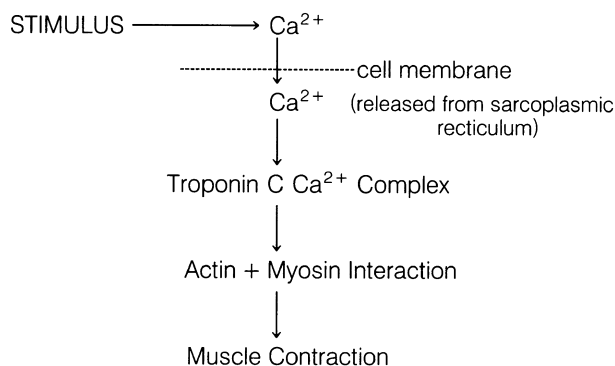 STIMULUS Ca²⁺
cell membrane
Ca²⁺ (released from sarcoplasmic
recticulum)
Troponin C Ca²⁺ Complex
Actin + Myosin Interaction
Muscle Contraction